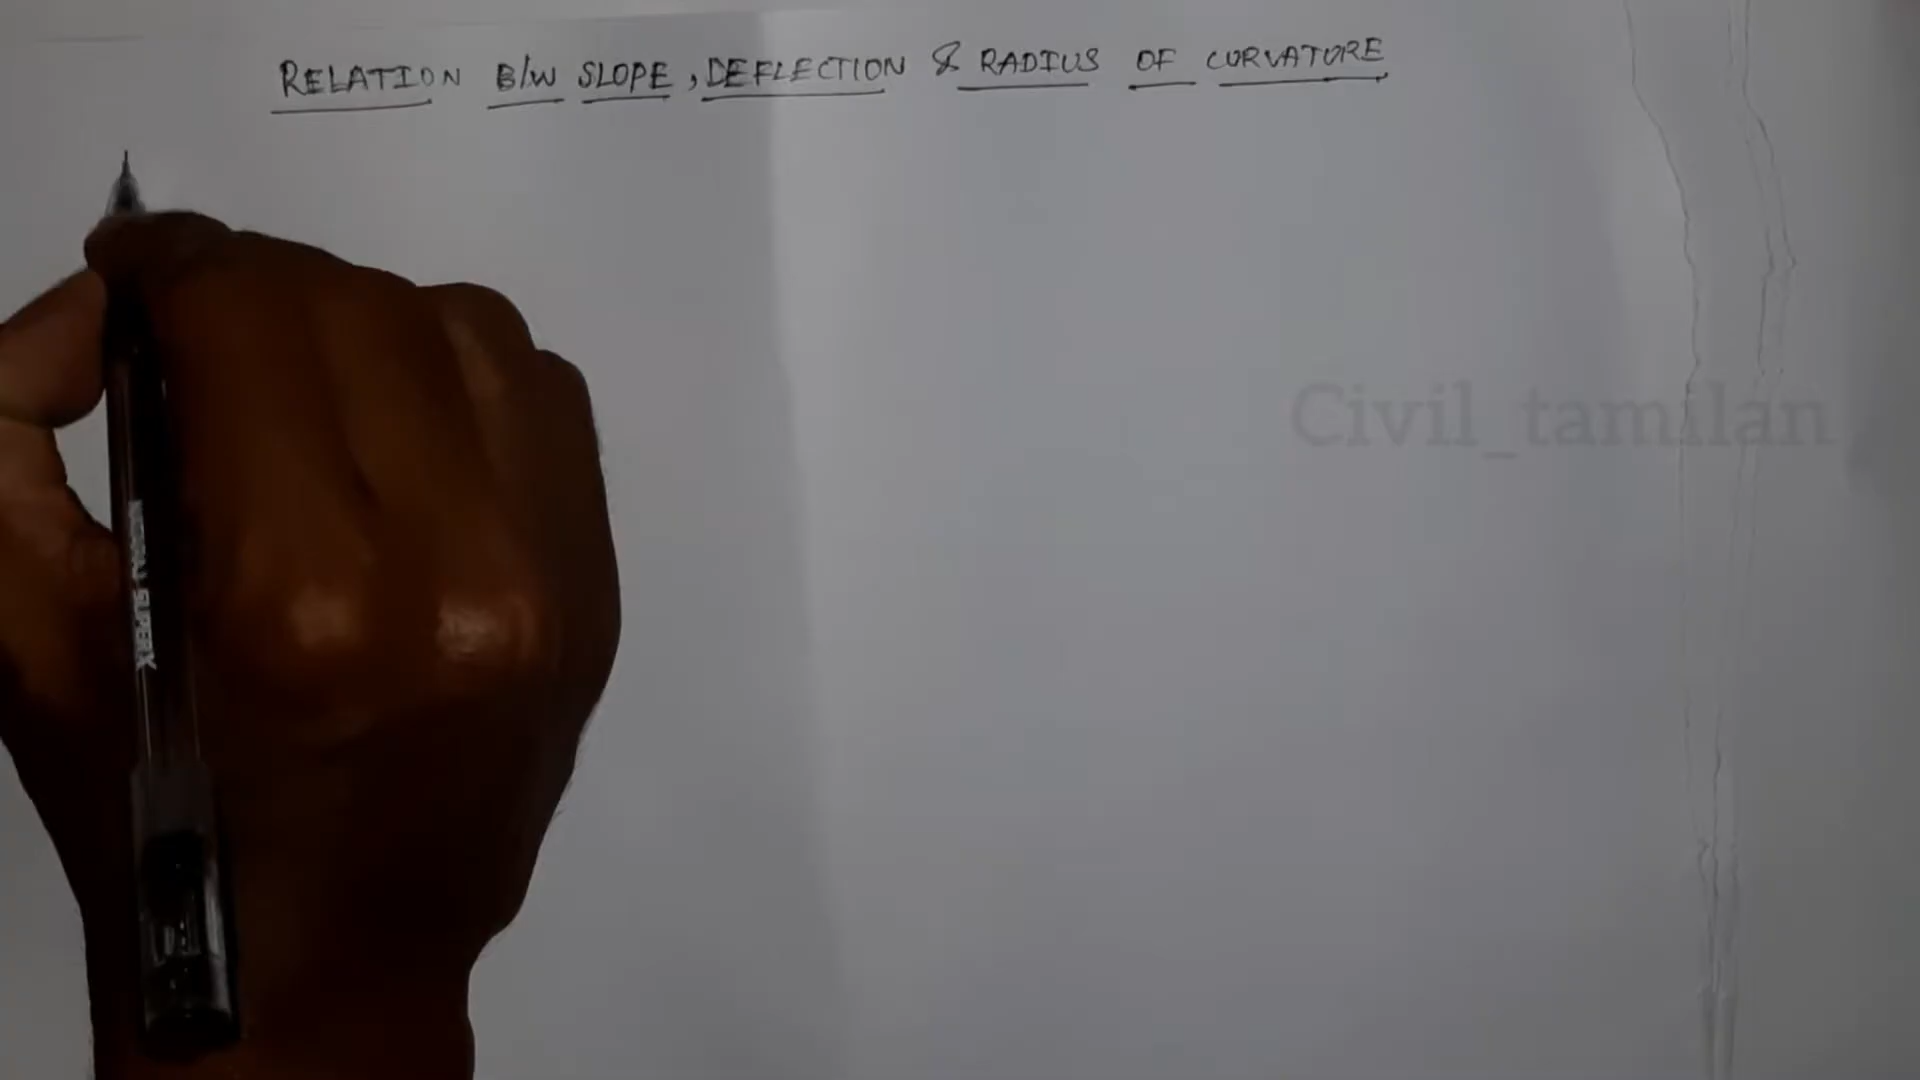 RELATION B/W SLOPE, DEFLECTION & RADIUS OF CURVATURE
Civil_tamilan